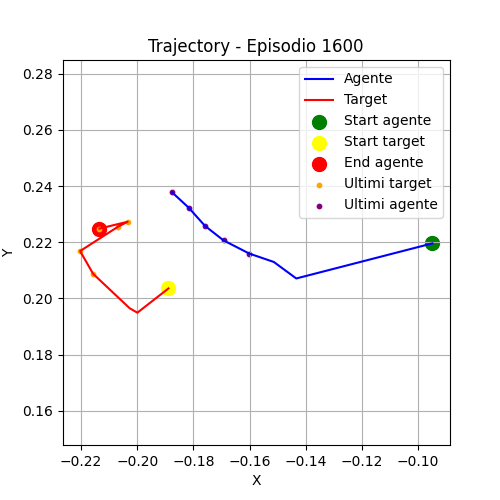 Trajectory - Episodio 1600
Agente
Target
Start agente
Start target
End agente
Ultimi target
Ultimi agente
Y
0.28
0.26
0.24
0.22
0.20
0.18
0.16
−0.22 −0.20 −0.18 −0.16 −0.14 −0.12 −0.10
X